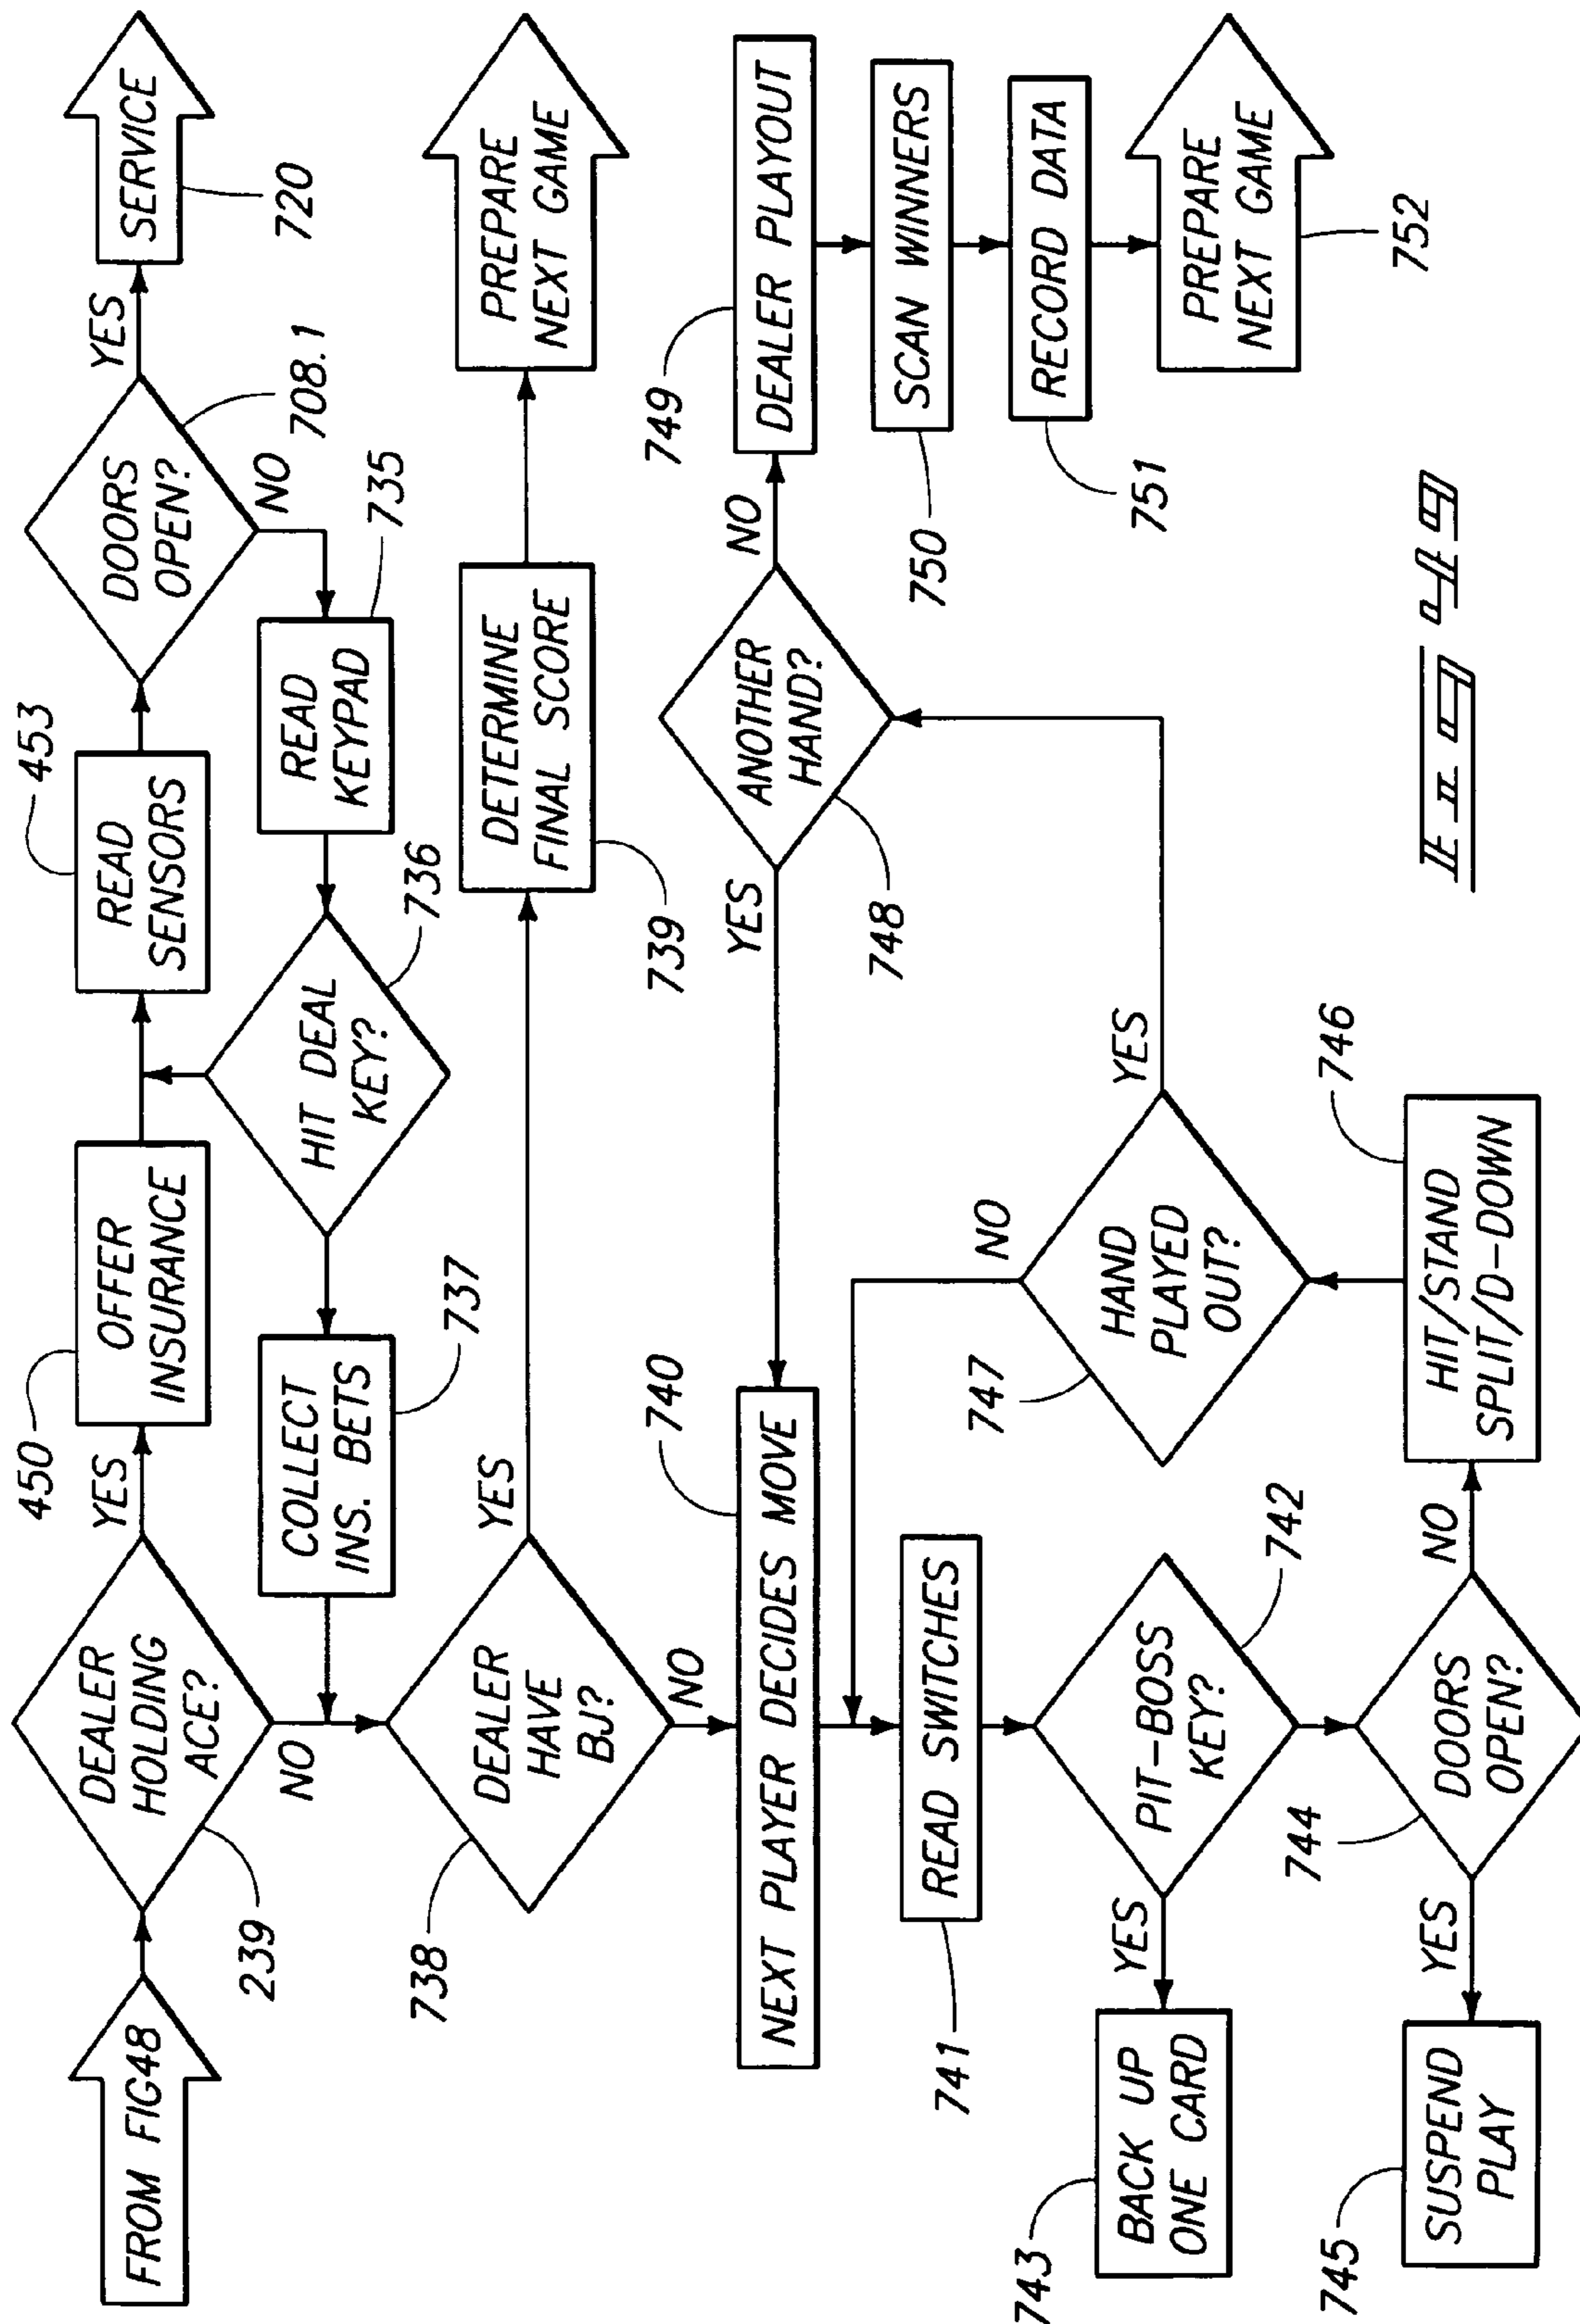 FROM FIG48
DEALER
HOLDING
ACE?
239
YES
NO
450
OFFER
INSURANCE
453
READ
SENSORS
DOORS
OPEN?
708.1
YES
NO
SERVICE
720
READ
KEYPAD
735
HIT DEAL
KEY?
736
COLLECT
INS. BETS
737
DEALER
HAVE
BJ?
738
YES
NO
DETERMINE
FINAL SCORE
739
PREPARE
NEXT GAME
NEXT PLAYER DECIDES MOVE
740
YES
ANOTHER
HAND?
748
NO
749
DEALER PLAYOUT
SCAN WINNERS
750
RECORD DATA
751
PREPARE
NEXT GAME
752
READ SWITCHES
741
PIT-BOSS
KEY?
742
YES
BACK UP
ONE CARD
743
DOORS
OPEN?
744
YES
NO
SUSPEND
PLAY
745
HIT/STAND
SPLIT/D-DOWN
746
HAND
PLAYED
OUT?
747
NO
YES